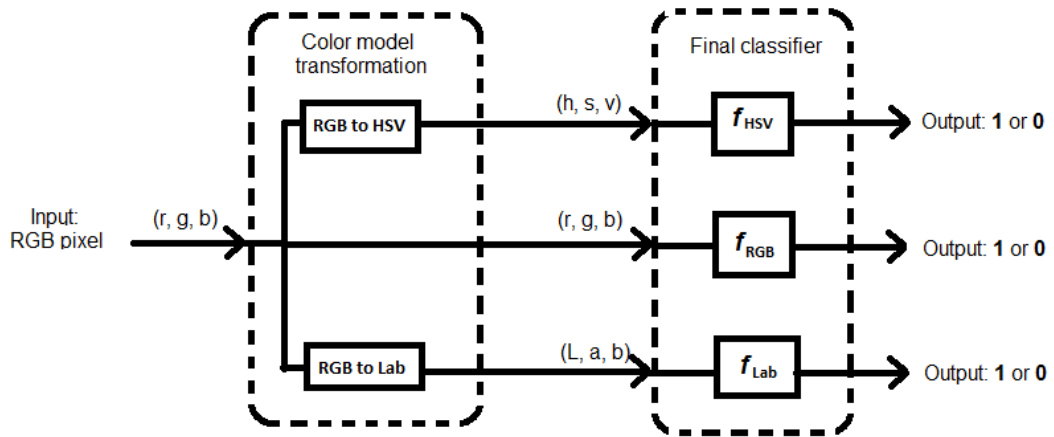 Color model
transformation
Final classifier
(h, s, v)
RGB to HSV
f HSV
Output: 1 or 0
Input:
RGB pixel
(r, g, b)
(r, g, b)
f RGB
Output: 1 or 0
(L, a, b)
RGB to Lab
f Lab
Output: 1 or 0